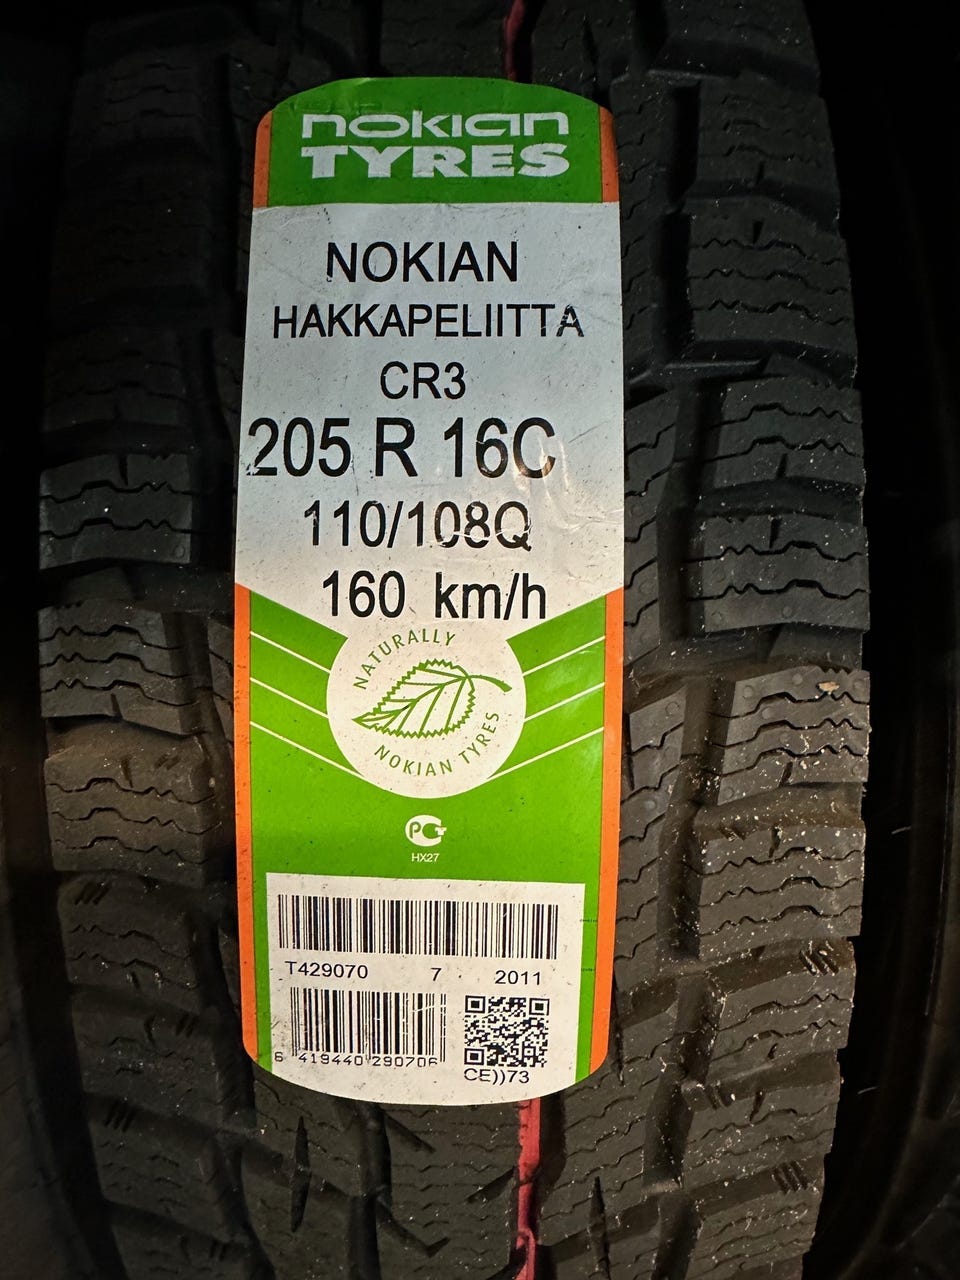 nokian
TYRES
NOKIAN
HAKKAPELIITTA
CR3
205 R 16C
110/108Q
160 km/h
NATURALLY
NOKIAN TYRES
HX27
T429070 7 2011
6 419440 290706
CE))73